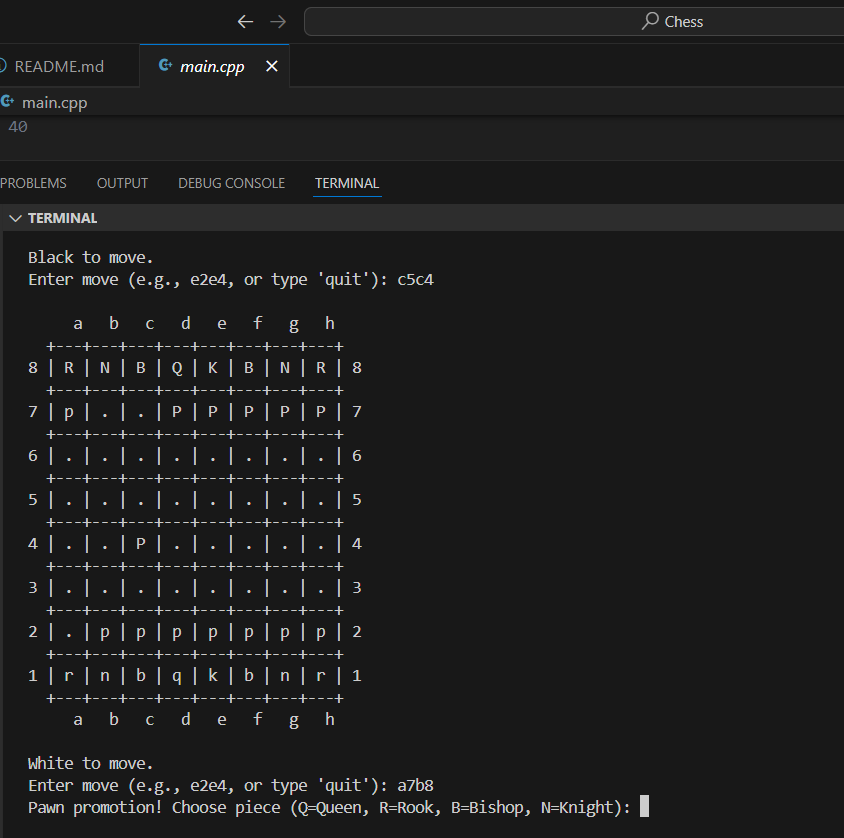 Chess
README.md
main.cpp
main.cpp
40
PROBLEMS OUTPUT DEBUG CONSOLE TERMINAL
TERMINAL
Black to move.
Enter move (e.g., e2e4, or type 'quit'): c5c4
a b c d e f g h
+---+---+---+---+---+---+---+---+
8 | R | N | B | Q | K | B | N | R | 8
+---+---+---+---+---+---+---+---+
7 | p | . | . | P | P | P | P | P | 7
+---+---+---+---+---+---+---+---+
6 | . | . | . | . | . | . | . | . | 6
+---+---+---+---+---+---+---+---+
5 | . | . | . | . | . | . | . | . | 5
+---+---+---+---+---+---+---+---+
4 | . | . | P | . | . | . | . | . | 4
+---+---+---+---+---+---+---+---+
3 | . | . | . | . | . | . | . | . | 3
+---+---+---+---+---+---+---+---+
2 | . | p | p | p | p | p | p | p | 2
+---+---+---+---+---+---+---+---+
1 | r | n | b | q | k | b | n | r | 1
+---+---+---+---+---+---+---+---+
a b c d e f g h
White to move.
Enter move (e.g., e2e4, or type 'quit'): a7b8
Pawn promotion! Choose piece (Q=Queen, R=Rook, B=Bishop, N=Knight):